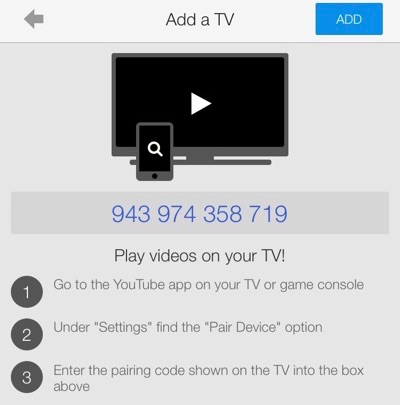 Add a TV
ADD
943 974 358 719
Play videos on your TV!
1 Go to the YouTube app on your TV or game console
2 Under "Settings" find the "Pair Device" option
3 Enter the pairing code shown on the TV into the box
above